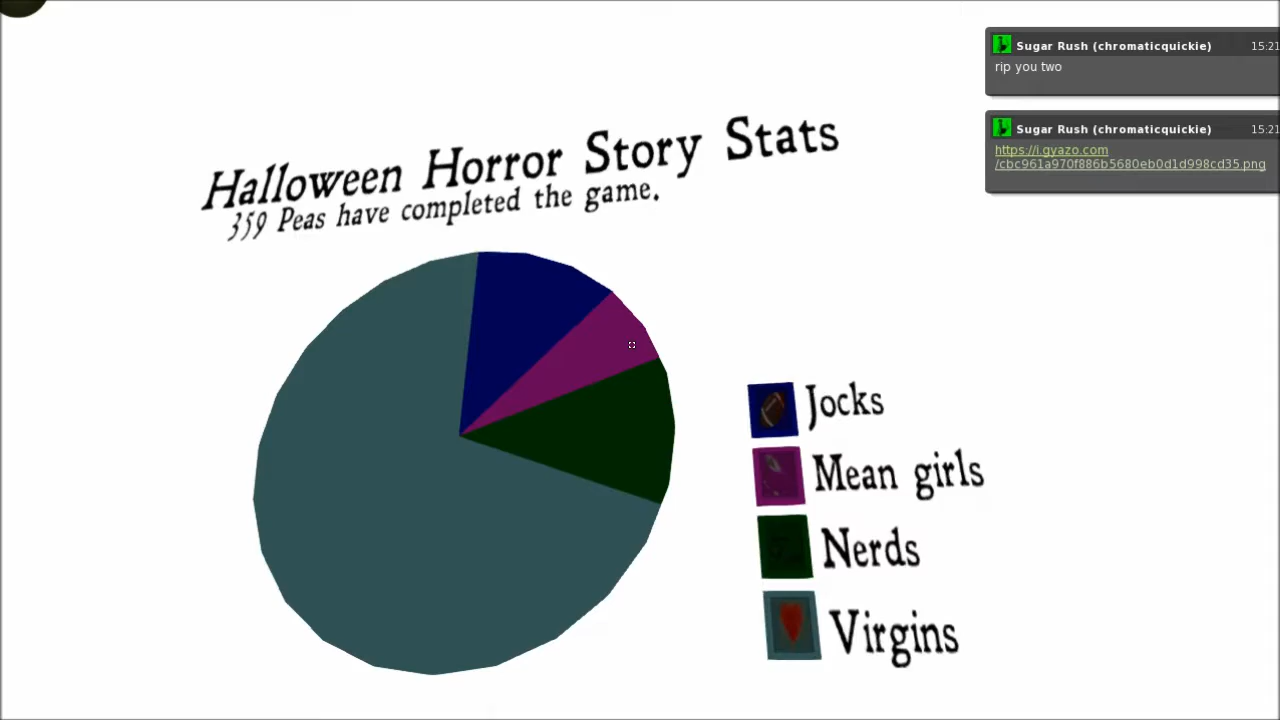 Halloween Horror Story Stats
359 Peas have completed the game.
Jocks
Mean girls
Nerds
Virgins
Sugar Rush (chromaticquickie) 15:21
rip you two
Sugar Rush (chromaticquickie) 15:21
https://i.gyazo.com
/cbc961a970f886b5680eb0d1d998cd35.png